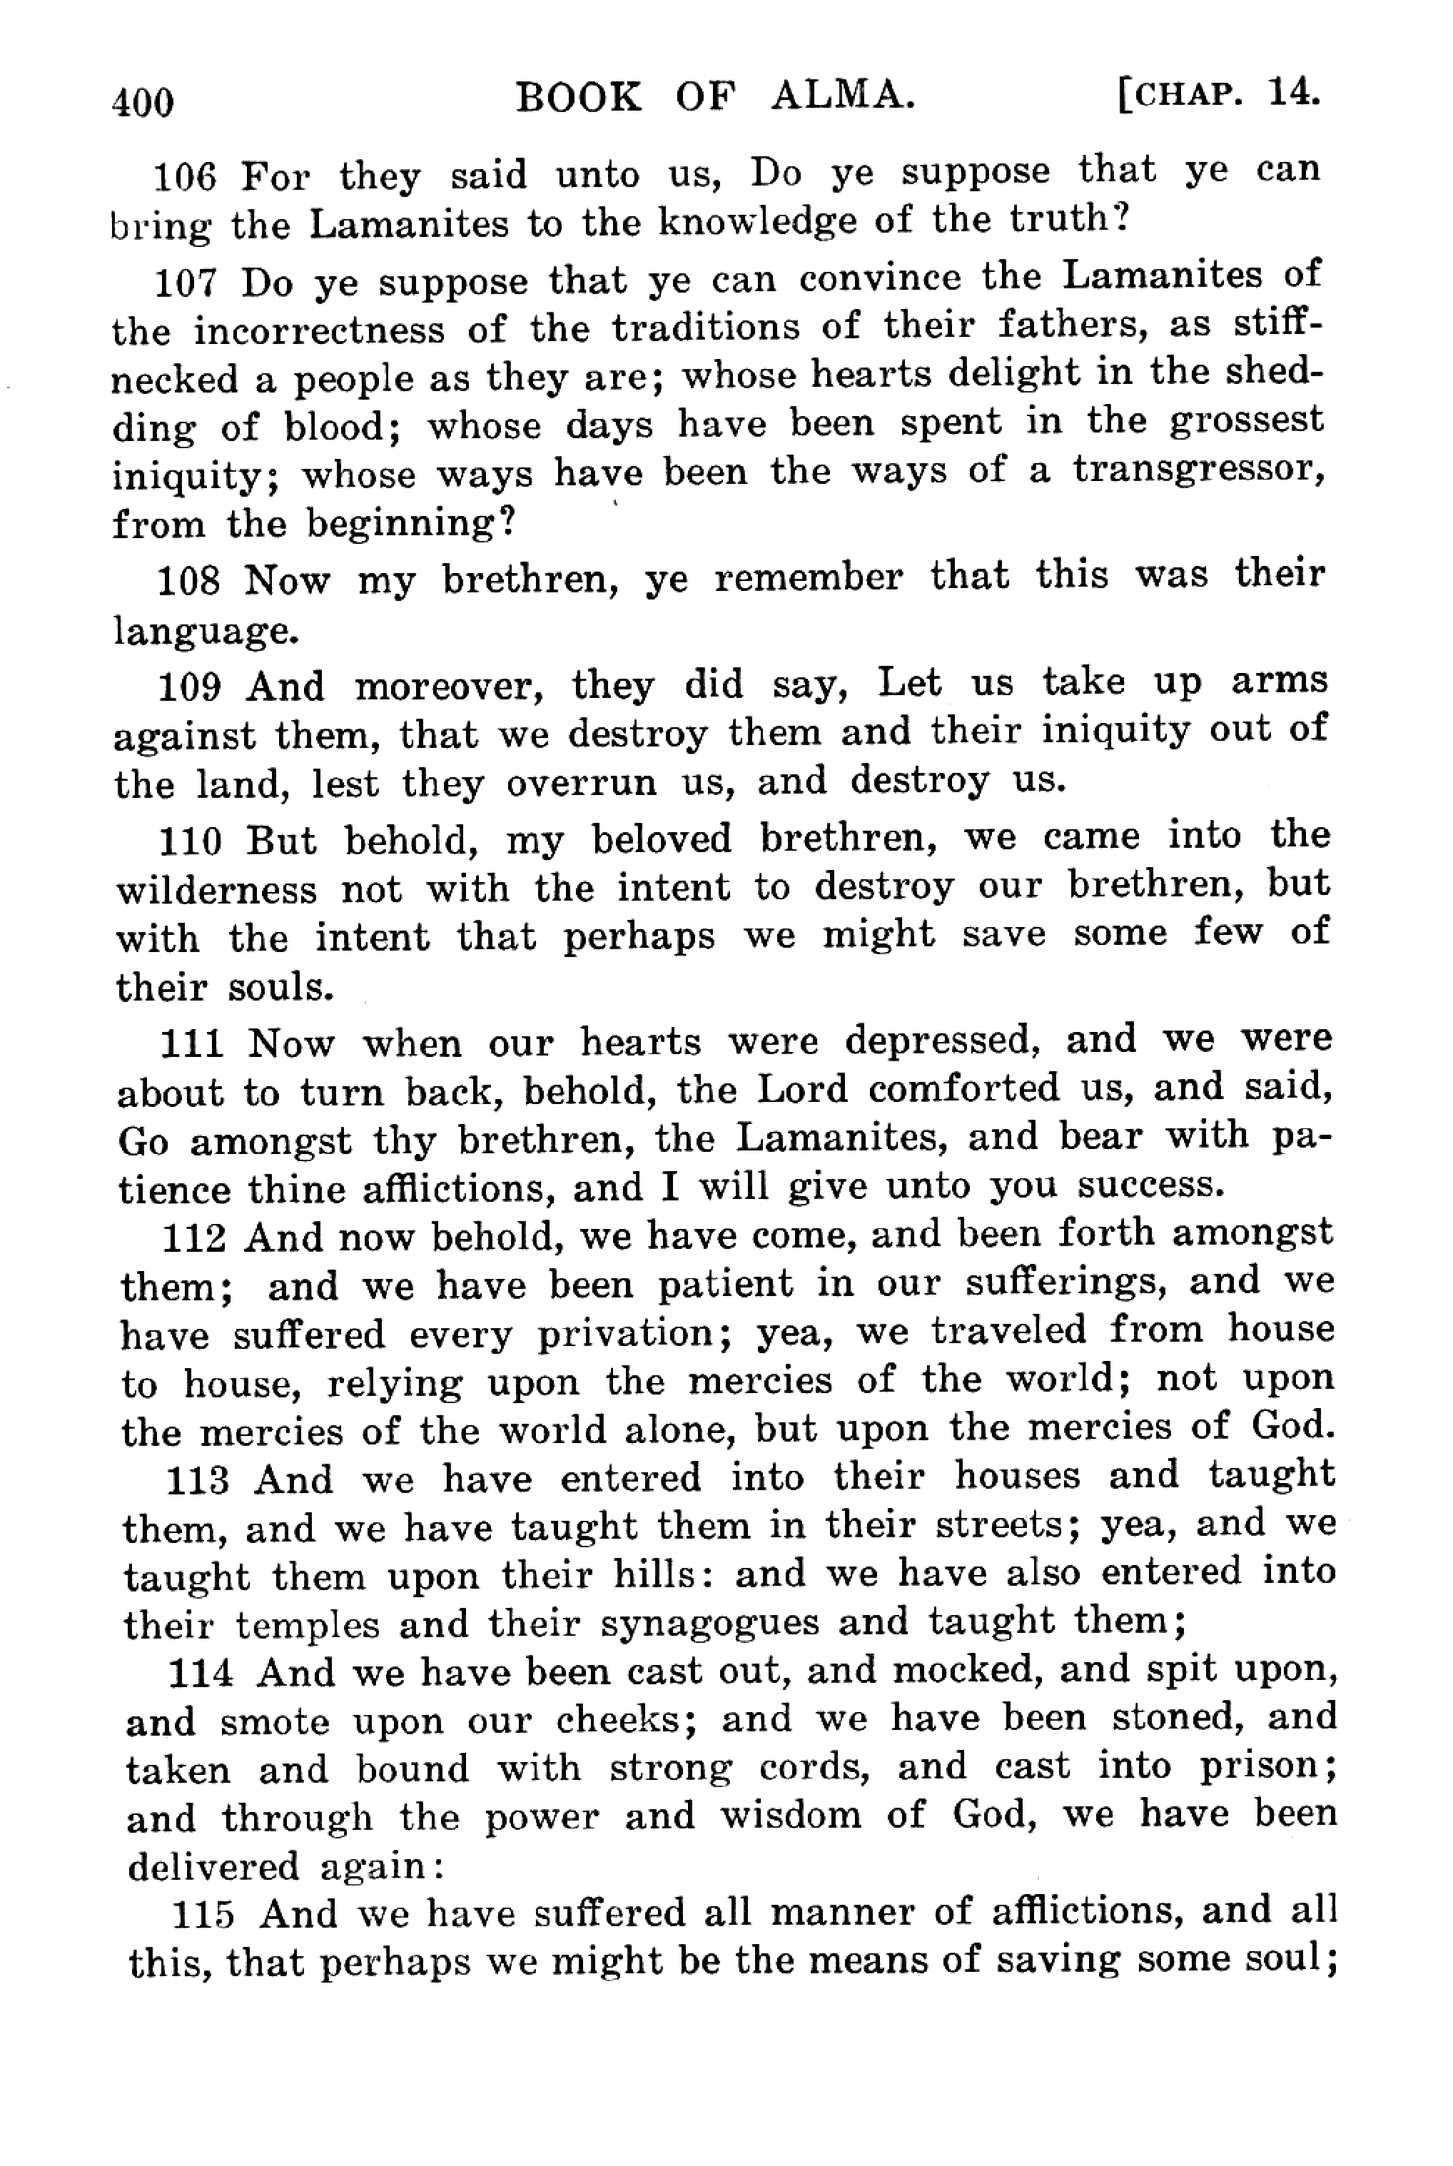 400 BOOK OF ALMA. [CHAP. 14.
106 For they said unto us, Do ye suppose that ye can
bring the Lamanites to the knowledge of the truth?
107 Do ye suppose that ye can convince the Lamanites of
the incorrectness of the traditions of their fathers, as stiff-
necked a people as they are; whose hearts delight in the shed-
ding of blood; whose days have been spent in the grossest
iniquity; whose ways have been the ways of a transgressor,
from the beginning?
108 Now my brethren, ye remember that this was their
language.
109 And moreover, they did say, Let us take up arms
against them, that we destroy them and their iniquity out of
the land, lest they overrun us, and destroy us.
110 But behold, my beloved brethren, we came into the
wilderness not with the intent to destroy our brethren, but
with the intent that perhaps we might save some few of
their souls.
111 Now when our hearts were depressed, and we were
about to turn back, behold, the Lord comforted us, and said,
Go amongst thy brethren, the Lamanites, and bear with pa-
tience thine afflictions, and I will give unto you success.
112 And now behold, we have come, and been forth amongst
them; and we have been patient in our sufferings, and we
have suffered every privation; yea, we traveled from house
to house, relying upon the mercies of the world; not upon
the mercies of the world alone, but upon the mercies of God.
113 And we have entered into their houses and taught
them, and we have taught them in their streets; yea, and we
taught them upon their hills: and we have also entered into
their temples and their synagogues and taught them;
114 And we have been cast out, and mocked, and spit upon,
and smote upon our cheeks; and we have been stoned, and
taken and bound with strong cords, and cast into prison;
and through the power and wisdom of God, we have been
delivered again:
115 And we have suffered all manner of afflictions, and all
this, that perhaps we might be the means of saving some soul;